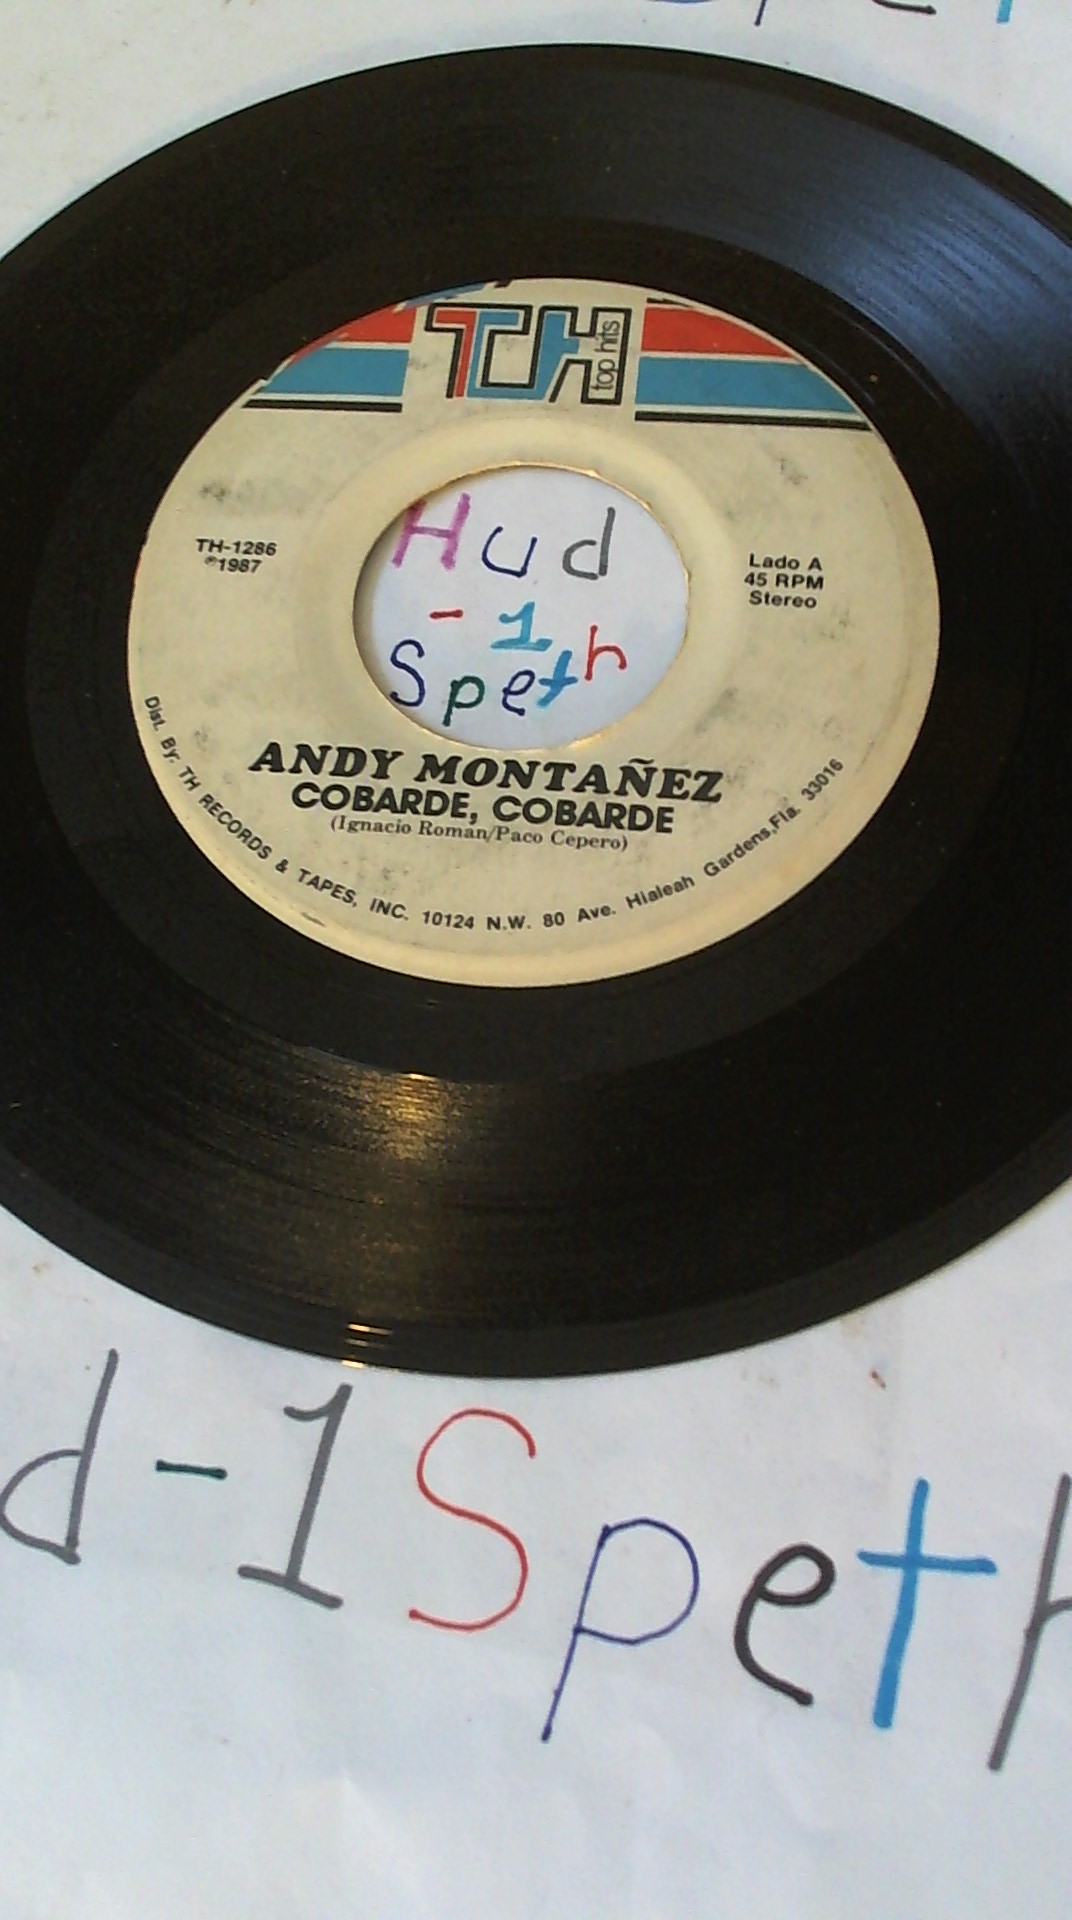 TH top hits
TH-1286
℗1987
Lado A
45 RPM
Stereo
Hud
-1
Speth
ANDY MONTAÑEZ
COBARDE, COBARDE
(Ignacio Roman/Paco Cepero)
Dist. By: TH RECORDS & TAPES, INC. 10124 N.W. 80 Ave. Hialeah Gardens,Fla. 33016
d-1Speth